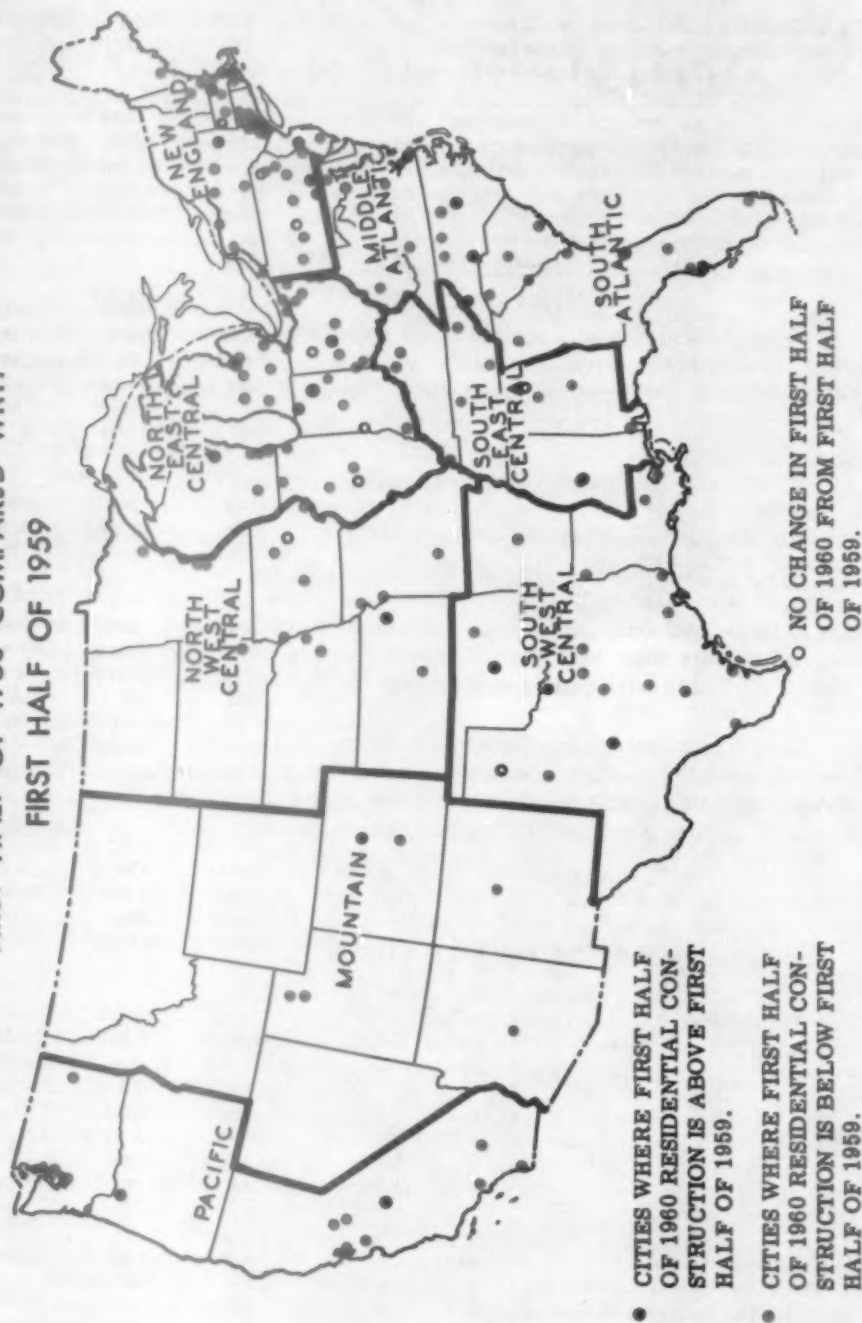 FIRST HALF OF 1959
NEW
ENGLAND
MIDDLE
ATLANTIC
SOUTH
ATLANTIC
NORTH
EAST
CENTRAL
SOUTH
EAST
CENTRAL
NORTH
WEST
CENTRAL
SOUTH
WEST
CENTRAL
MOUNTAIN
PACIFIC
CITIES WHERE FIRST HALF
OF 1960 RESIDENTIAL CON-
STRUCTION IS ABOVE FIRST
HALF OF 1959.
CITIES WHERE FIRST HALF
OF 1960 RESIDENTIAL CON-
STRUCTION IS BELOW FIRST
HALF OF 1959.
NO CHANGE IN FIRST HALF
OF 1960 FROM FIRST HALF
OF 1959.